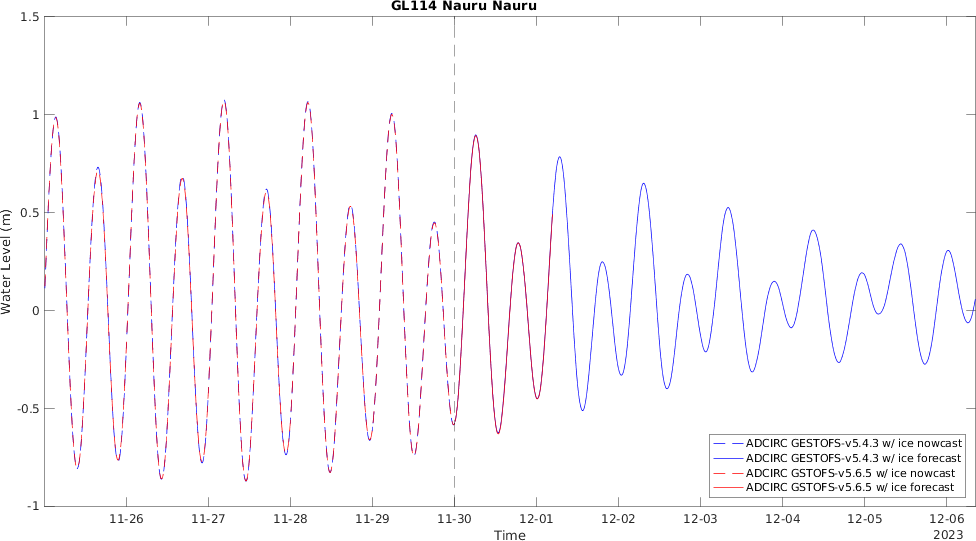 GL114 Nauru Nauru
1.5
1
0.5
0
-0.5
-1
Water Level (m)
11-26
11-27
11-28
11-29
11-30
12-01
12-02
12-03
12-04
12-05
12-06
2023
Time
ADCIRC GESTOFS-v5.4.3 w/ ice nowcast
ADCIRC GESTOFS-v5.4.3 w/ ice forecast
ADCIRC GSTOFS-v5.6.5 w/ ice nowcast
ADCIRC GSTOFS-v5.6.5 w/ ice forecast